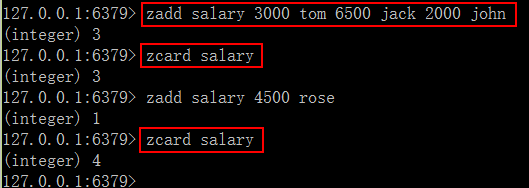 127.0.0.1:6379> zadd salary 3000 tom 6500 jack 2000 john
(integer) 3
127.0.0.1:6379> zcard salary
(integer) 3
127.0.0.1:6379> zadd salary 4500 rose
(integer) 1
127.0.0.1:6379> zcard salary
(integer) 4
127.0.0.1:6379>